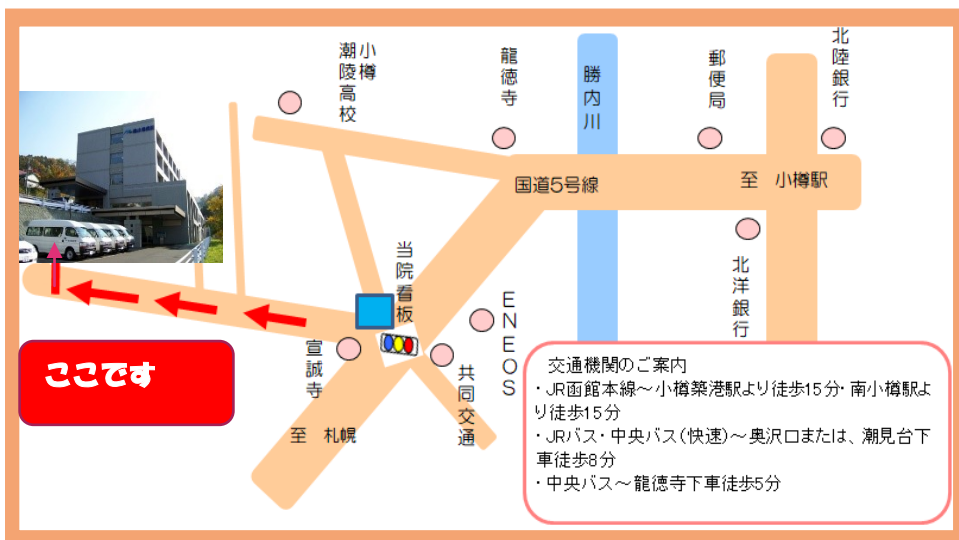 小樽
潮陵高校
龍徳寺
勝内川
郵便局
北陸銀行
国道5号線
至 小樽駅
北洋銀行
当院看板
ENEOS
宣誠寺
共同交通
至 札幌
ここです
交通機関のご案内
・JR函館本線～小樽築港駅より徒歩15分・南小樽駅よ
り徒歩15分
・JRバス・中央バス(快速)～奥沢口または、潮見台下
車徒歩8分
・中央バス～龍徳寺下車徒歩5分